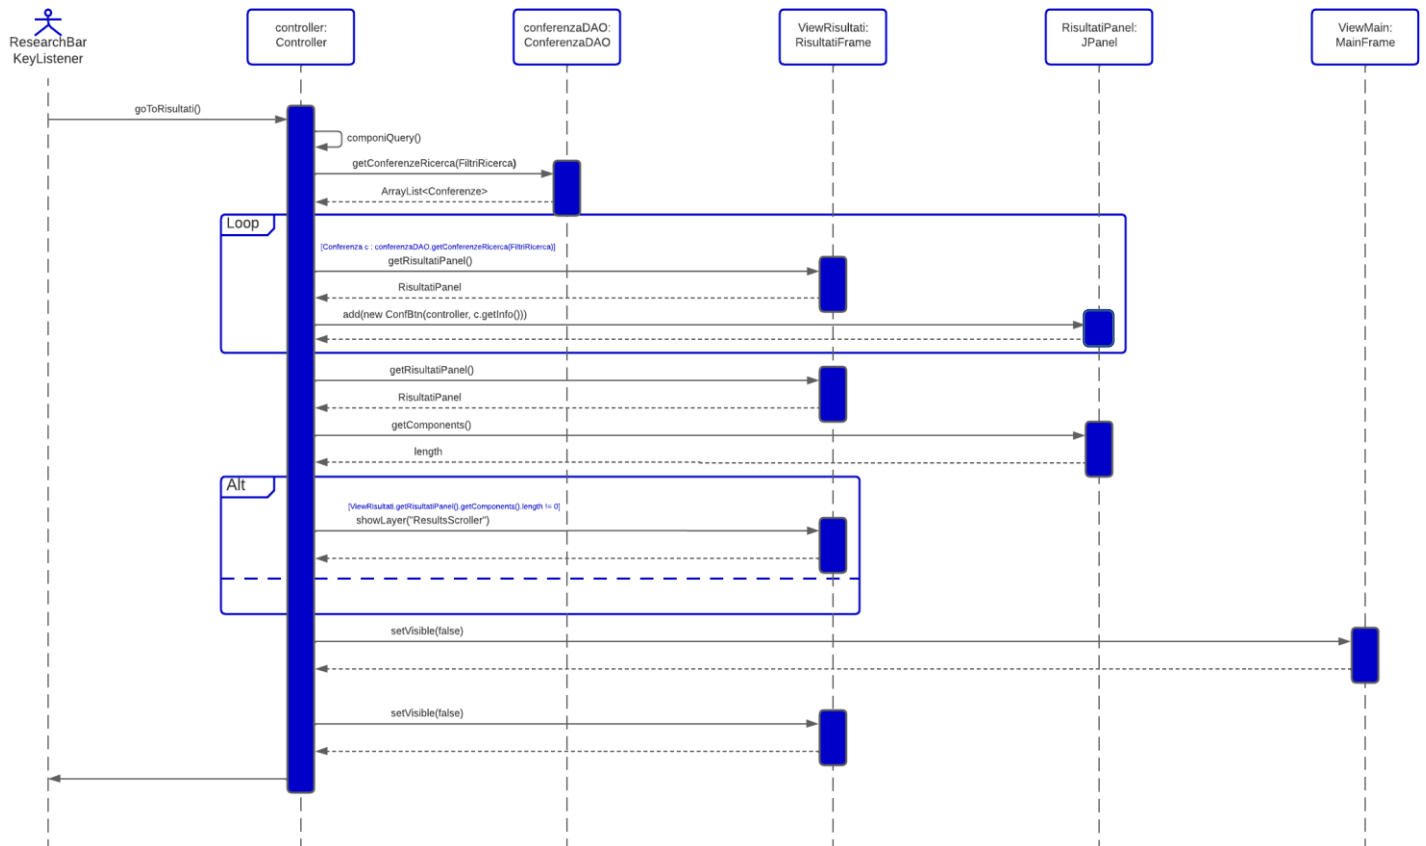 ResearchBar
KeyListener
controller:
Controller
conferenzaDAO:
ConferenzaDAO
ViewRisultati:
RisultatiFrame
RisultatiPanel:
JPanel
ViewMain:
MainFrame
goToRisultati()
componiQuery()
getConferenzeRicerca(FiltriRicerca)
ArrayList<Conferenze>
Loop
[Conferenza c : conferenzaDAO.getConferenzeRicerca(FiltriRicerca)]
getRisultatiPanel()
RisultatiPanel
add(new ConfBtn(controller, c.getInfo()))
getRisultatiPanel()
RisultatiPanel
getComponents()
length
Alt
[ViewRisultati.getRisultatiPanel().getComponents().length != 0]
showLayer("ResultsScroller")
setVisible(false)
setVisible(false)